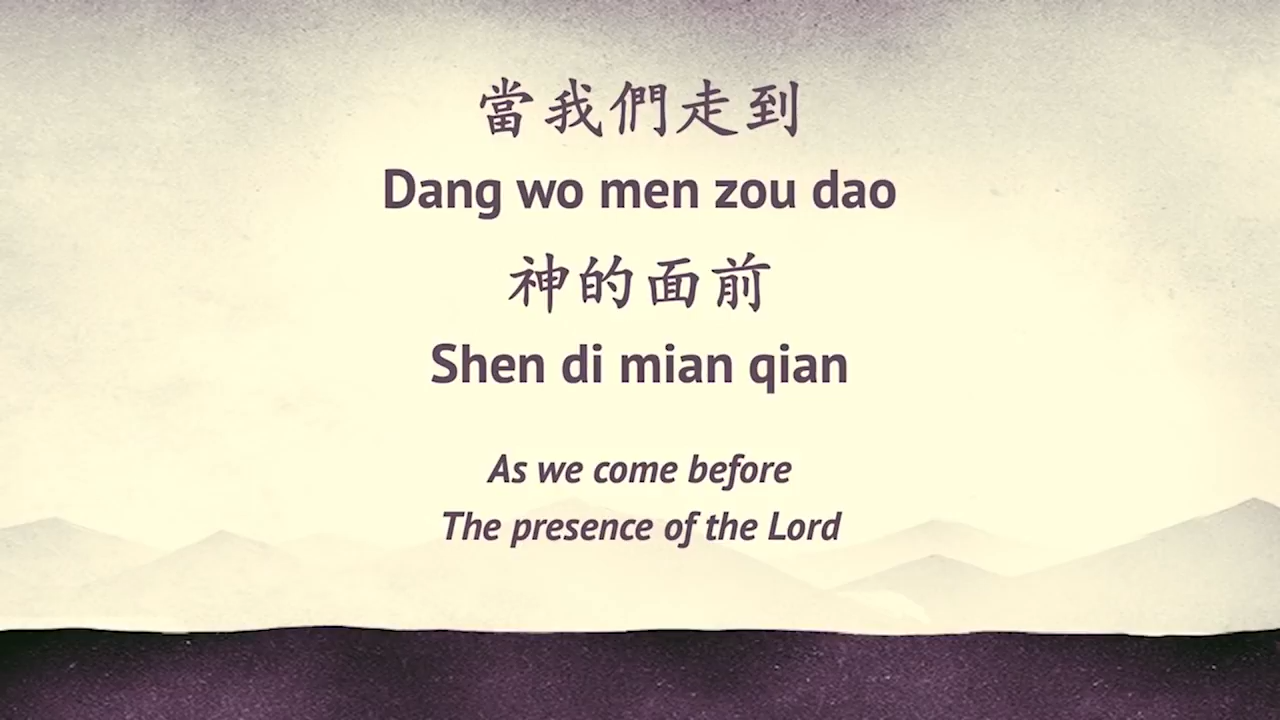 當我們走到
Dang wo men zou dao
神的面前
Shen di mian qian
As we come before
The presence of the Lord